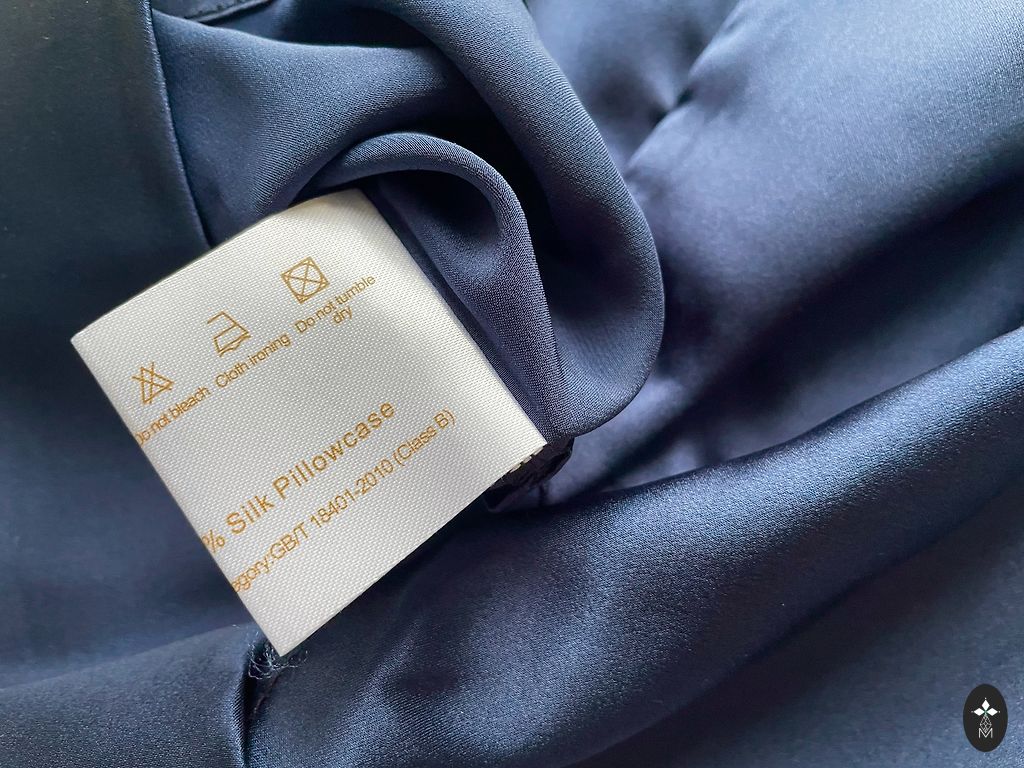 Do not bleach Cloth ironing Do not tumble
dry
% Silk Pillowcase
egory:GB/T 18401-2010 (Class B)